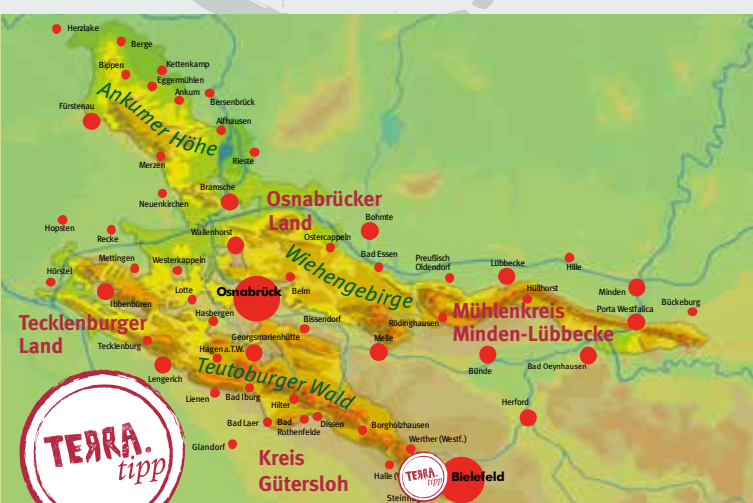 Herzlake
Berge
Bippen
Kettenkamp
Eggermühlen
Ankum
Bersenbrück
Fürstenau
Ankumer Höhe
Alfhausen
Merzen
Rieste
Bramsche
Neuenkirchen
Osnabrücker
Land
Hopsten
Recke
Wallenhorst
Bohmte
Ostercappeln
Mettingen
Westerkappeln
Bad Essen
Preußisch
Oldendorf
Lübbecke
Hille
Hörstel
Wiehengebirge
Ibbenbüren
Lotte
Osnabrück
Belm
Hüllhorst
Minden
Bückeburg
Porta Westfalica
Hasbergen
Bissendorf
Rödinghausen
Mühlenkreis
Minden-Lübbecke
Tecklenburger
Land
Tecklenburg
Georgsmarienhütte
Hagen a.T.W.
Melle
Bünde
Bad Oeynhausen
Lengerich
Teutoburger Wald
Lienen
Bad Iburg
Hilter
Herford
Bad Laer
Bad
Rothenfelde
Dissen
Borgholzhausen
Glandorf
Werther (Westf.)
Kreis
Gütersloh
Halle (
Bielefeld
TERRA.
tipp
TERRA.
tipp